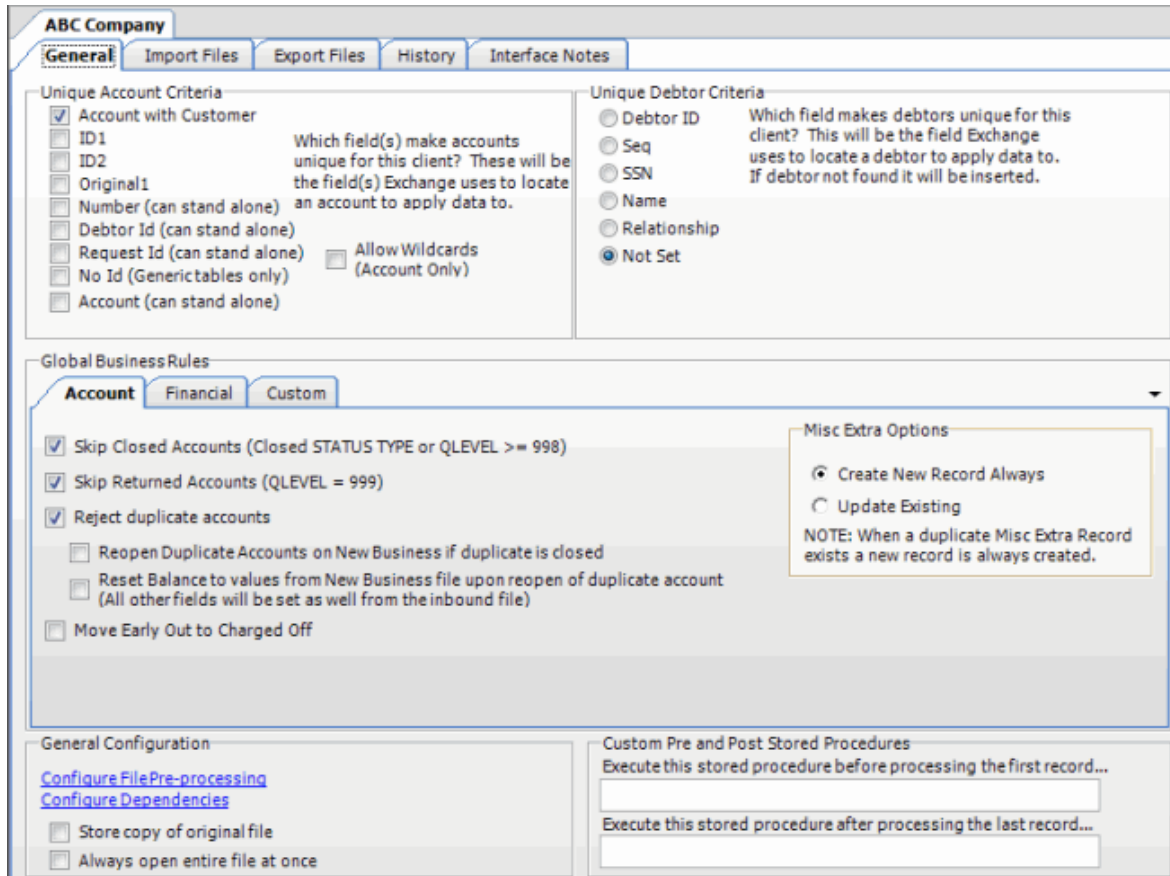 ABC Company
General
Import Files
Export Files
History
Interface Notes
Unique Account Criteria
Account with Customer
ID1
ID2
Original1
Number (can stand alone)
Debtor Id (can stand alone)
Request Id (can stand alone)
No Id (Generic tables only)
Account (can stand alone)
Which field(s) make accounts
unique for this client? These will be
the field(s) Exchange uses to locate
an account to apply data to.
Allow Wildcards
(Account Only)
Unique Debtor Criteria
Debtor ID
Seq
SSN
Name
Relationship
Not Set
Which field makes debtors unique for this
client? This will be the field Exchange
uses to locate a debtor to apply data to.
If debtor not found it will be inserted.
Global Business Rules
Account
Financial
Custom
Skip Closed Accounts (Closed STATUS TYPE or QLEVEL >= 998)
Skip Returned Accounts (QLEVEL = 999)
Reject duplicate accounts
Reopen Duplicate Accounts on New Business if duplicate is closed
Reset Balance to values from New Business file upon reopen of duplicate account
(All other fields will be set as well from the inbound file)
Move Early Out to Charged Off
Misc Extra Options
Create New Record Always
Update Existing
NOTE: When a duplicate Misc Extra Record
exists a new record is always created.
General Configuration
Configure File Pre-processing
Configure Dependencies
Store copy of original file
Always open entire file at once
Custom Pre and Post Stored Procedures
Execute this stored procedure before processing the first record...
Execute this stored procedure after processing the last record...